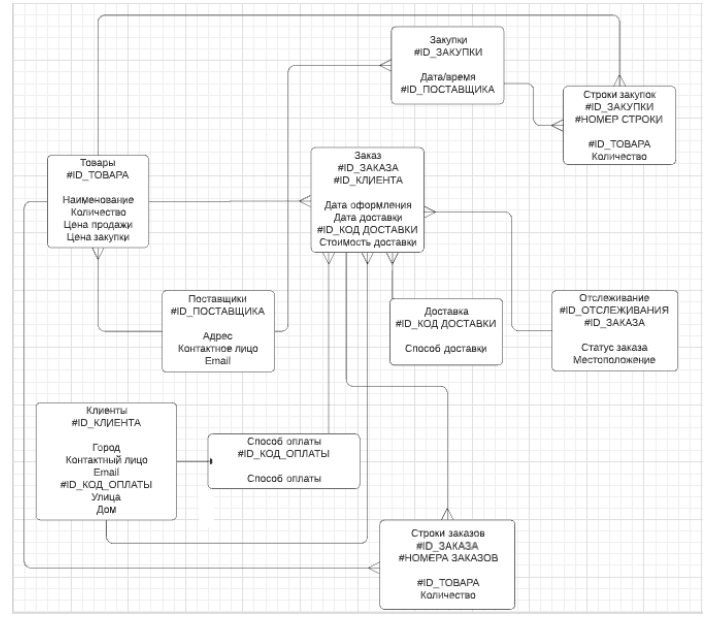 Закупки
#ID_ЗАКУПКИ
Дата/время
#ID_ПОСТАВЩИКА
Строки закупок
#ID_ЗАКУПКИ
#НОМЕР СТРОКИ
#ID_ТОВАРА
Количество
Товары
#ID_ТОВАРА
Наименование
Количество
Цена продажи
Цена закупки
Заказ
#ID_ЗАКАЗА
#ID_КЛИЕНТА
Дата оформления
Дата доставки
#ID_КОД ДОСТАВКИ
Стоимость доставки
Поставщики
#ID_ПОСТАВЩИКА
Адрес
Контактное лицо
Email
Доставка
#ID_КОД ДОСТАВКИ
Способ доставки
Отслеживание
#ID_ОТСЛЕЖИВАНИЯ
#ID_ЗАКАЗА
Статус заказа
Местоположение
Клиенты
#ID_КЛИЕНТА
Город
Контактный лицо
Email
#ID_КОД_ОПЛАТЫ
Улица
Дом
Способ оплаты
#ID_КОД_ОПЛАТЫ
Способ оплаты
Строки заказов
#ID_ЗАКАЗА
#НОМЕРА ЗАКАЗОВ
#ID_ТОВАРА
Количество